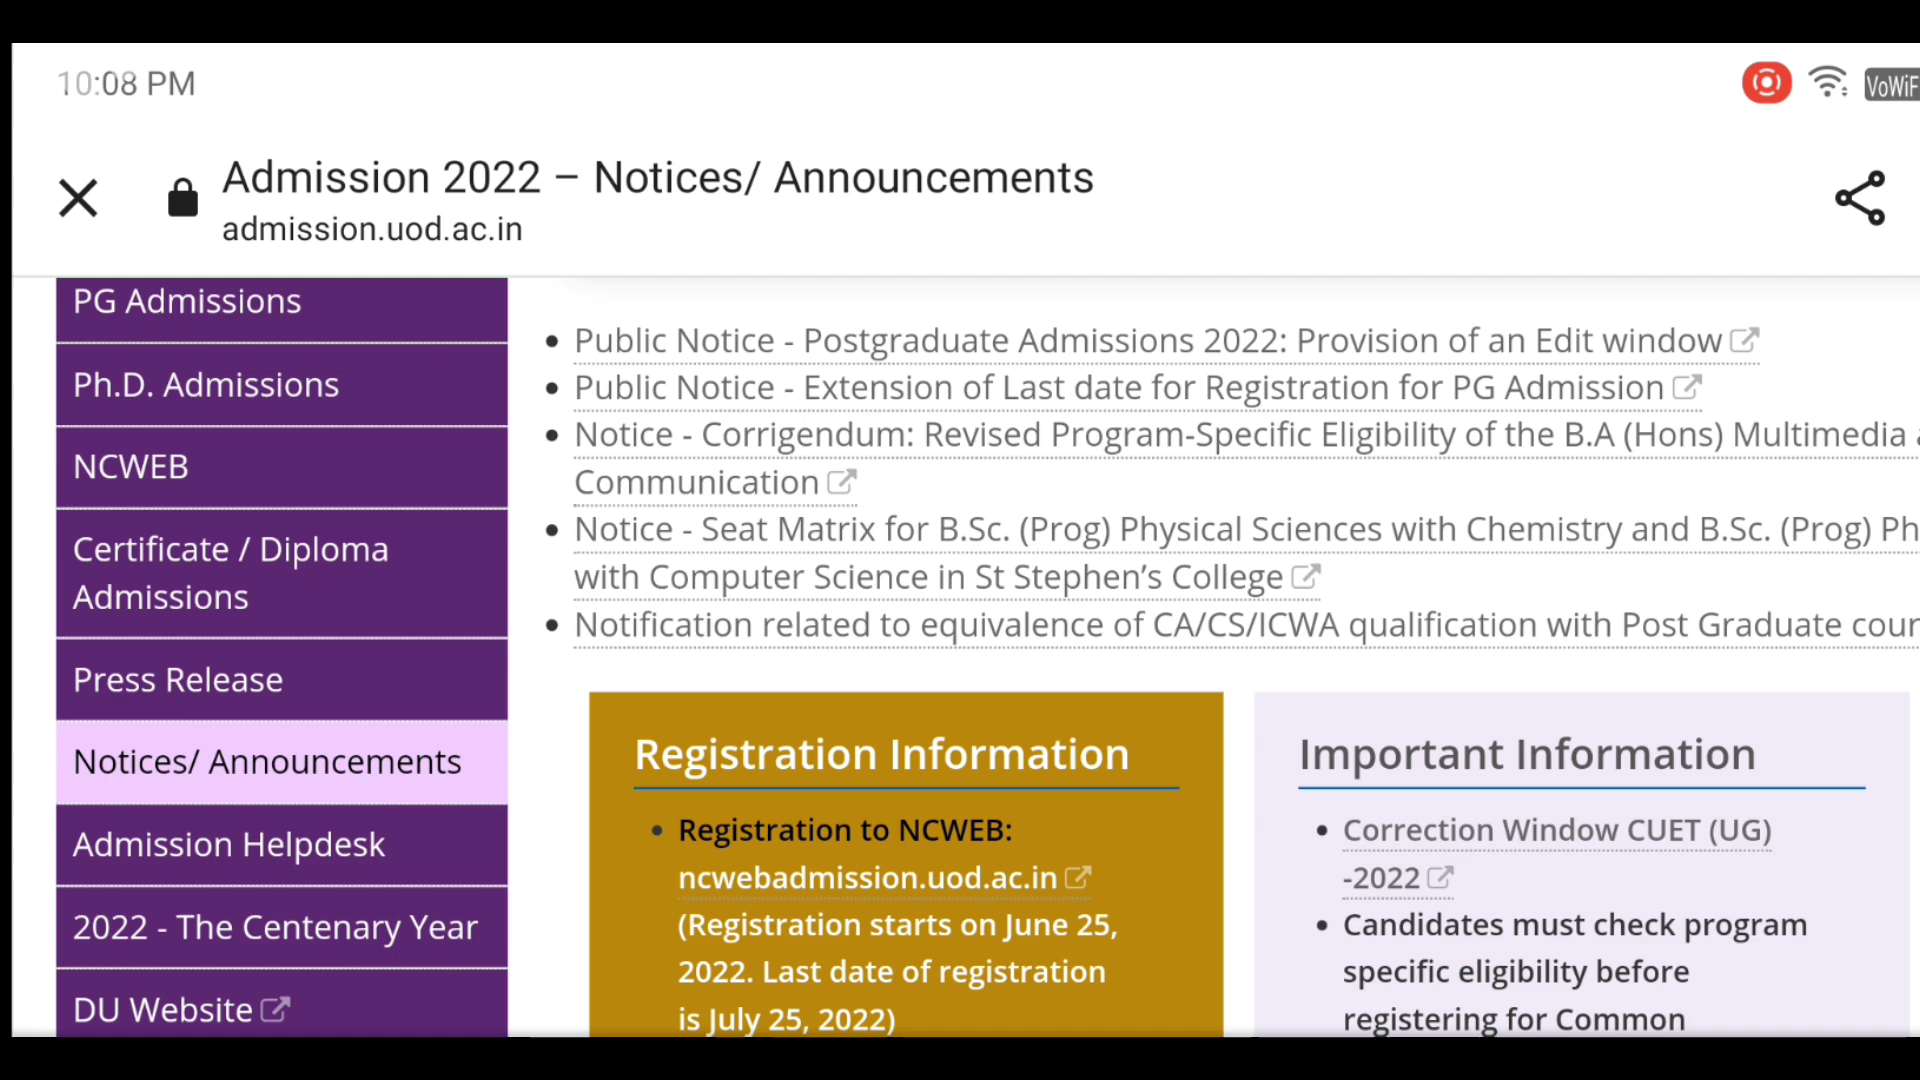 10:08 PM
VoWiF
Admission 2022 – Notices/ Announcements
admission.uod.ac.in
PG Admissions
Ph.D. Admissions
NCWEB
Certificate / Diploma
Admissions
Press Release
Notices/ Announcements
Admission Helpdesk
2022 - The Centenary Year
DU Website
Public Notice - Postgraduate Admissions 2022: Provision of an Edit window
Public Notice - Extension of Last date for Registration for PG Admission
Notice - Corrigendum: Revised Program-Specific Eligibility of the B.A (Hons) Multimedia
Communication
Notice - Seat Matrix for B.Sc. (Prog) Physical Sciences with Chemistry and B.Sc. (Prog) Ph
with Computer Science in St Stephen’s College
Notification related to equivalence of CA/CS/ICWA qualification with Post Graduate cour
Registration Information
Registration to NCWEB:
ncwebadmission.uod.ac.in
(Registration starts on June 25,
2022. Last date of registration
is July 25, 2022)
Important Information
Correction Window CUET (UG)
-2022
Candidates must check program
specific eligibility before
registering for Common